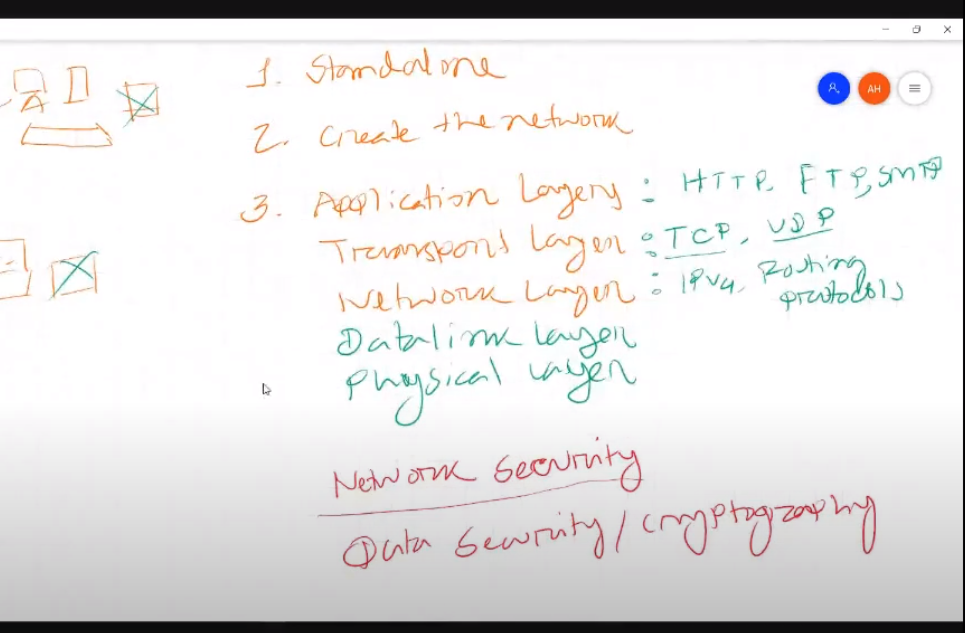 1. Standalone
2. Create the network
AH
3. Application Layers : HTTP, FTP, SMTP
Transport Layer : TCP, UDP
Network Layer : IPv4, Routing protocols
Datalink Layer
Physical Layer
Network Security
Data Security / Cryptography